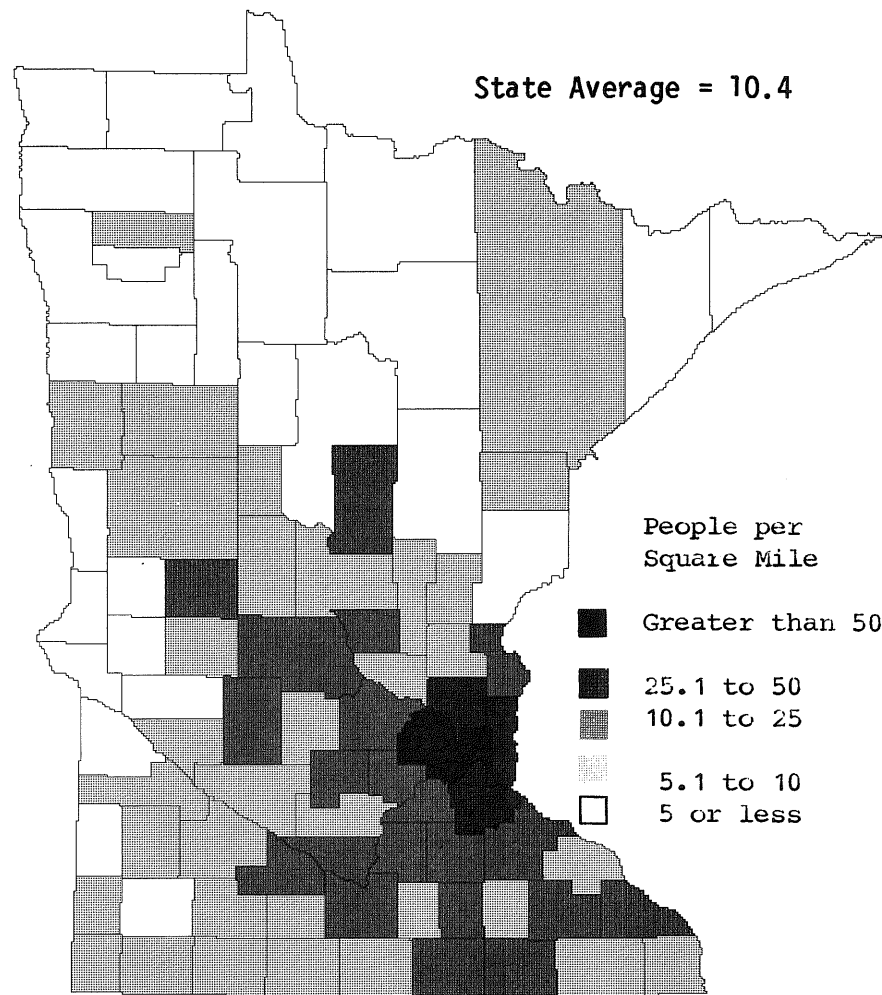 State Average = 10.4
People per
Square Mile
Greater than 50
25.1 to 50
10.1 to 25
5.1 to 10
5 or less